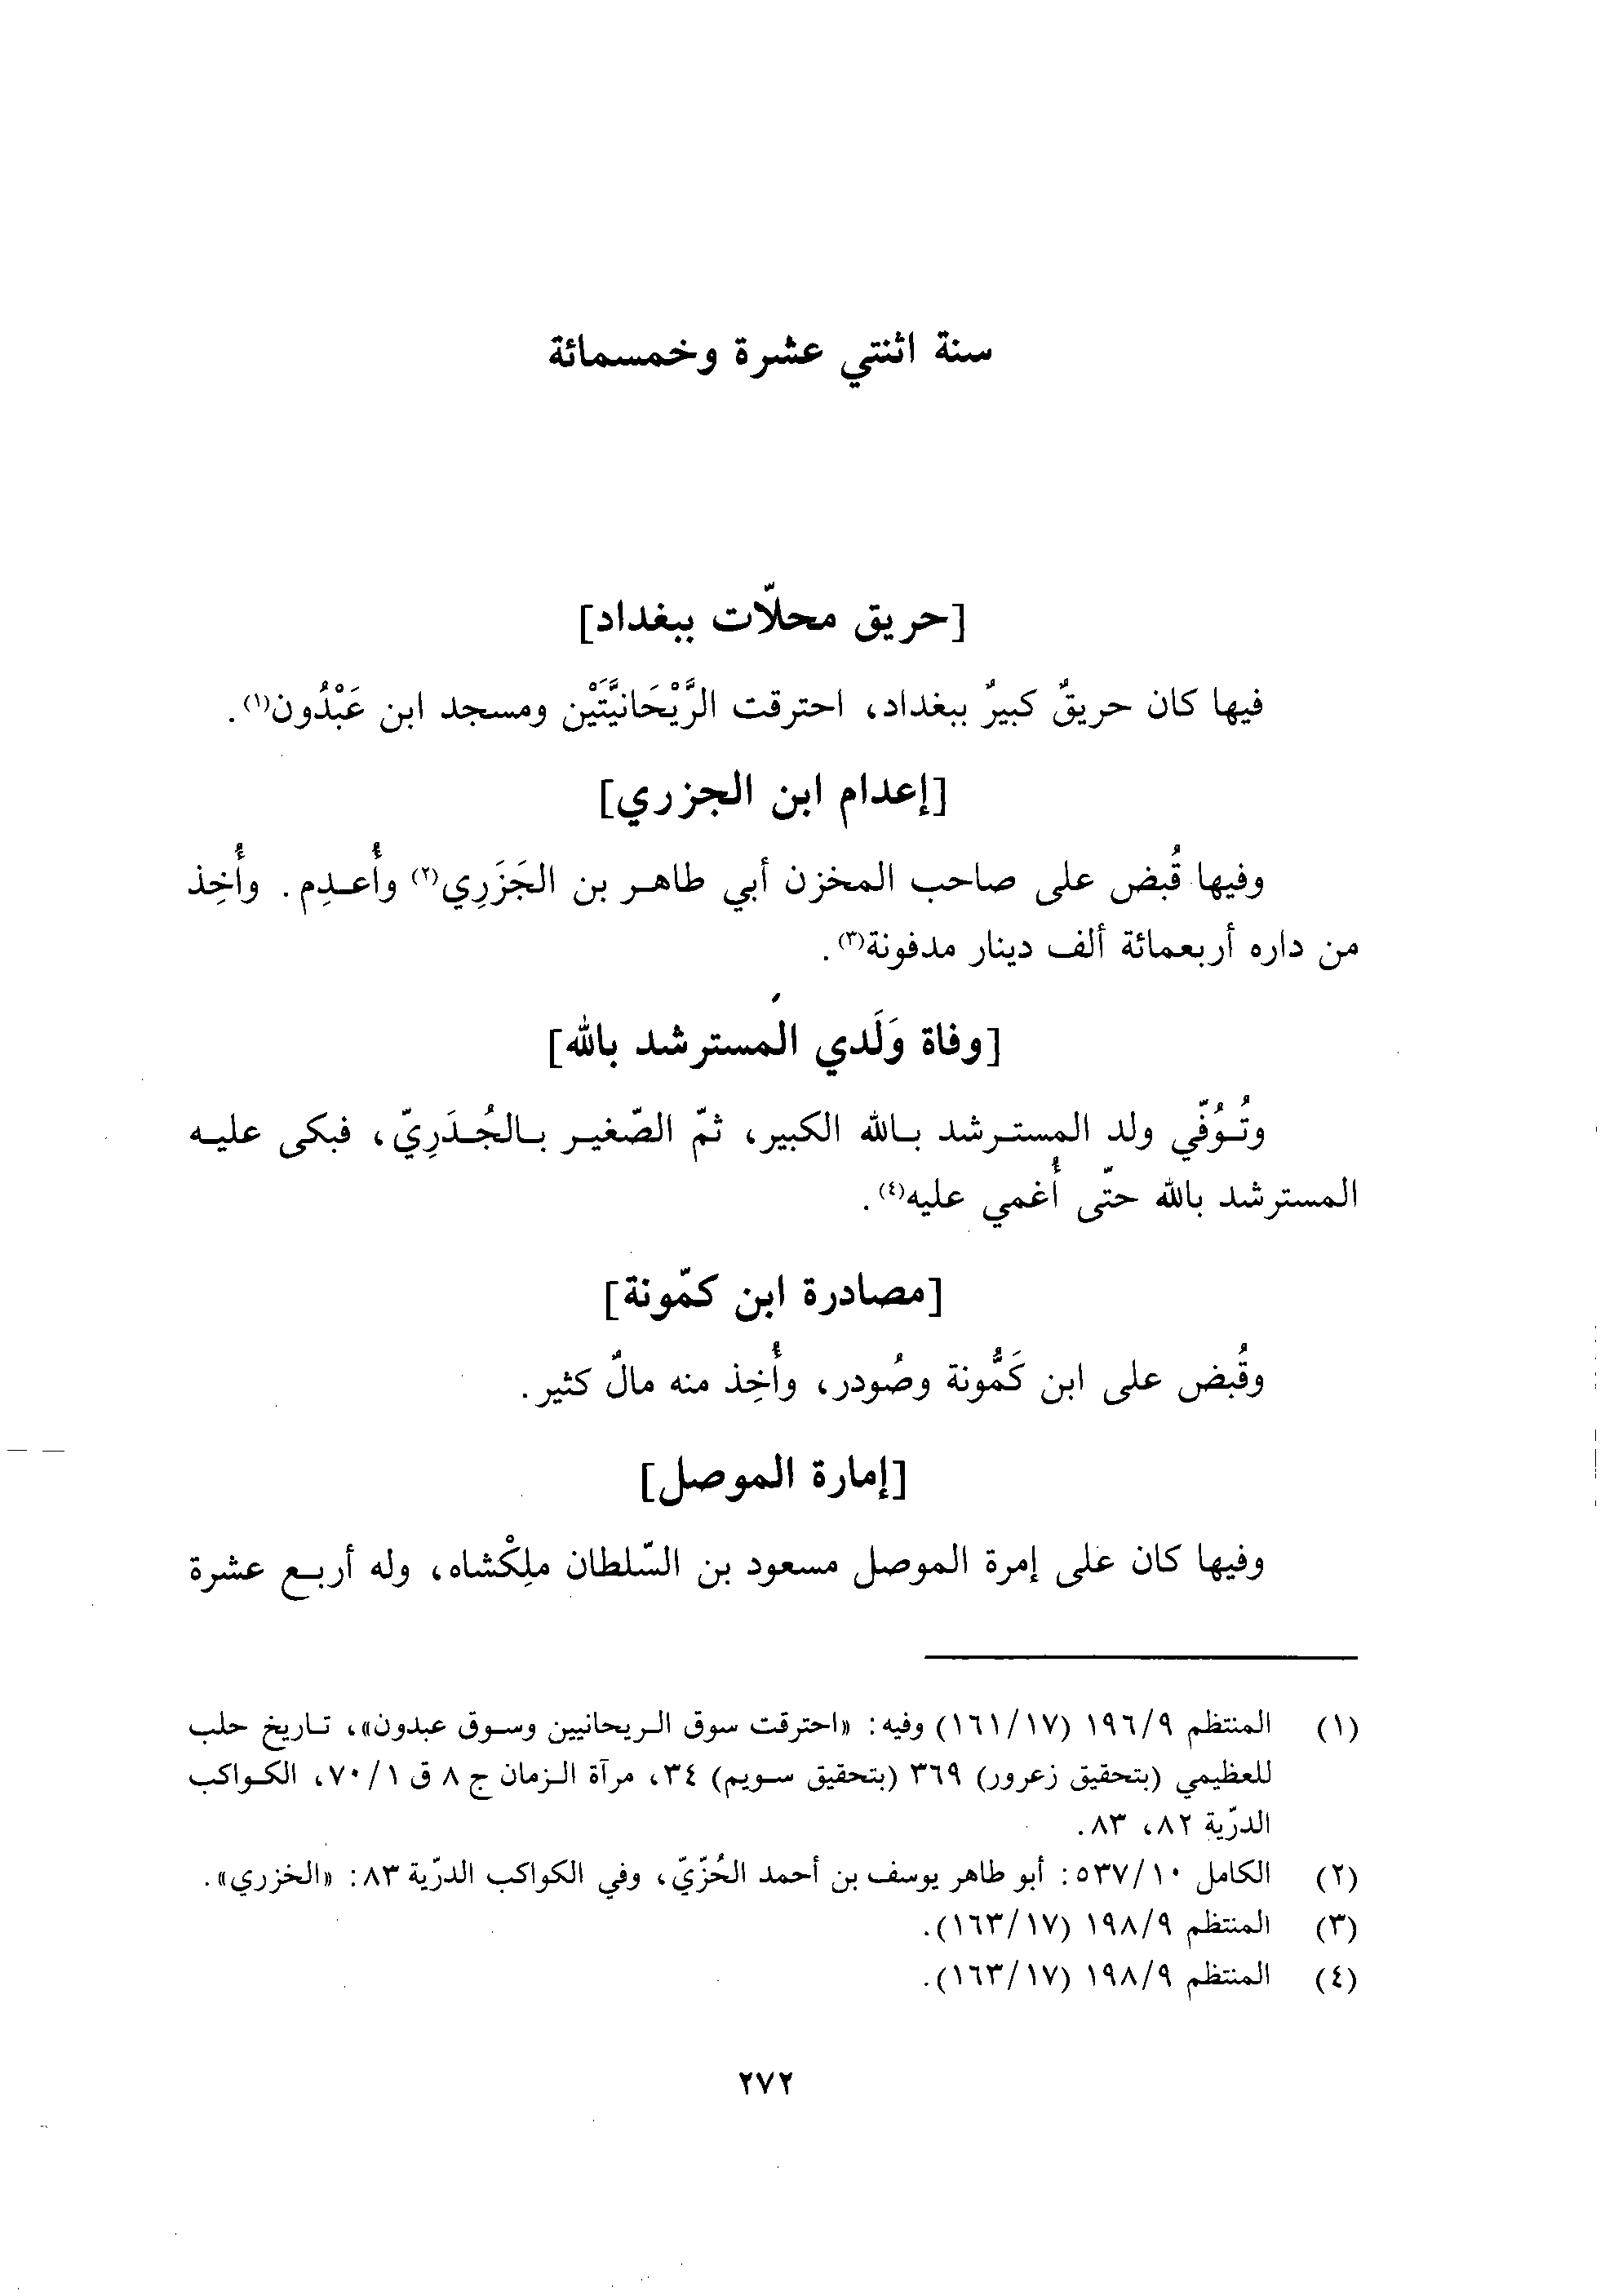 سنة اثنتي عشرة وخمسمائة
[حريق محلّات ببغداد]
فيها كان حريقٌ كبيرٌ ببغداد، احترقت الرَّيْحَانيَّتَيْن ومسجد ابن عَبْدُون(١).
[إعدام ابن الجزري]
وفيها قُبض على صاحب المخزن أبي طاهر بن الجَزَرِي(٢) وأُعدِم. وأُخِذ
من داره أربعمائة ألف دينار مدفونة(٣).
[وفاة وَلَدي المسترشد بالله]
وتُوُفّي ولد المسترشد بالله الكبير، ثمّ الصّغير بالجُدَرِيّ، فبكى عليه
المسترشد بالله حتّى أُغمي عليه(٤).
[مصادرة ابن كمّونة]
وقُبض على ابن كَمُّونة وصُودر، وأُخِذ منه مالٌ كثير.
[إمارة الموصل]
وفيها كان على إمرة الموصل مسعود بن السّلطان ملِكْشاه، وله أربع عشرة
(١) المنتظم ١٩٦/٩ (١٦١/١٧) وفيه: «احترقت سوق الريحانيين وسوق عبدون»، تاريخ حلب
للعظيمي (بتحقيق زعرور) ٣٦٩ (بتحقيق سويم) ٣٤، مرآة الزمان ج ٨ ق ٧٠/١، الكواكب
الدرّية ٨٢، ٨٣.
(٢) الكامل ٥٣٧/١٠: أبو طاهر يوسف بن أحمد الحُزّيّ، وفي الكواكب الدرّية ٨٣: «الخزري».
(٣) المنتظم ١٩٨/٩ (١٦٣/١٧).
(٤) المنتظم ١٩٨/٩ (١٦٣/١٧).
٢٧٢